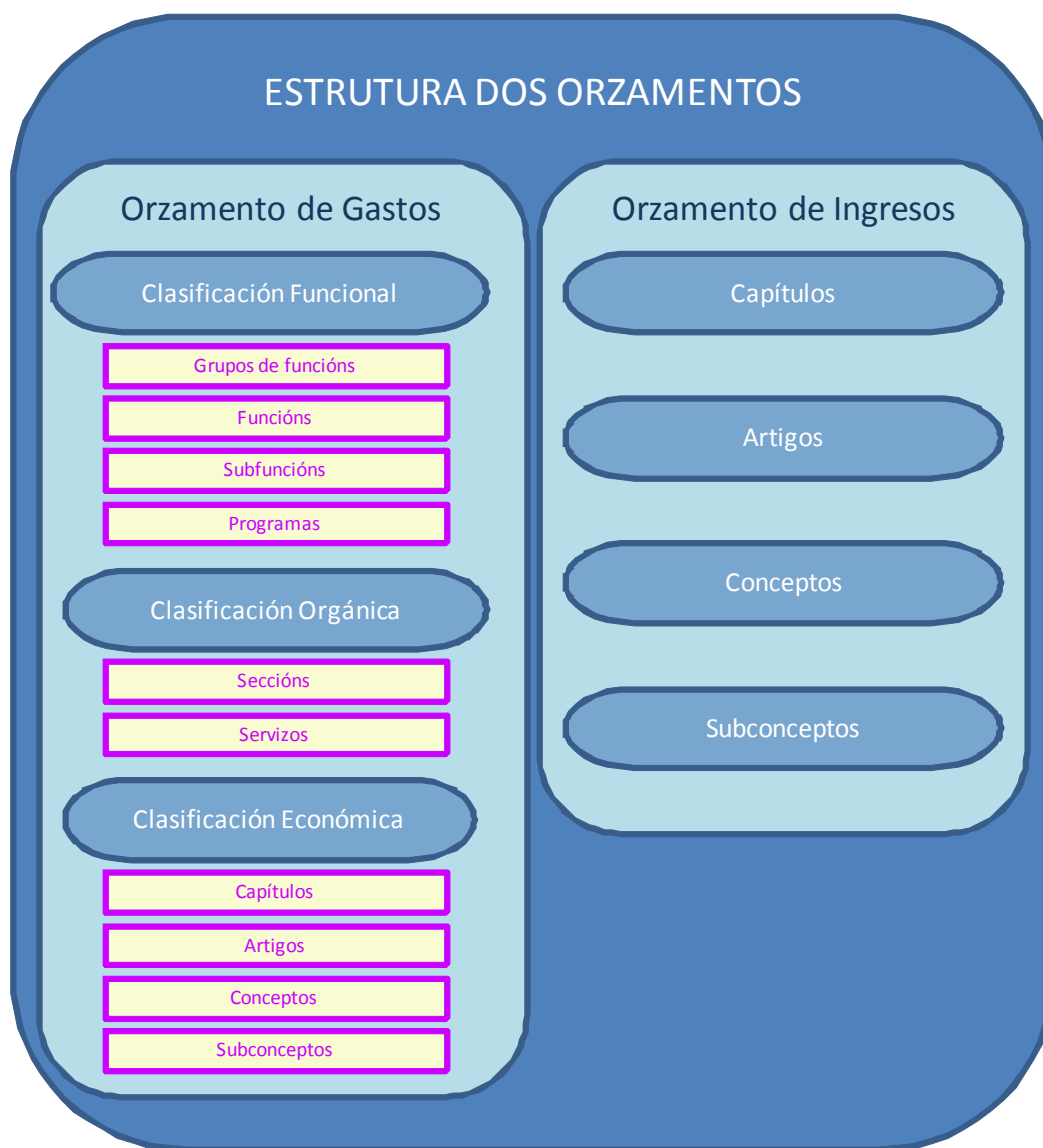 ESTRUTURA DOS ORZAMENTOS
Orzamento de Gastos
Clasificación Funcional
Grupos de funcións
Funcións
Subfuncións
Programas
Clasificación Orgánica
Seccións
Servizos
Clasificación Económica
Capítulos
Artigos
Conceptos
Subconceptos
Orzamento de Ingresos
Capítulos
Artigos
Conceptos
Subconceptos